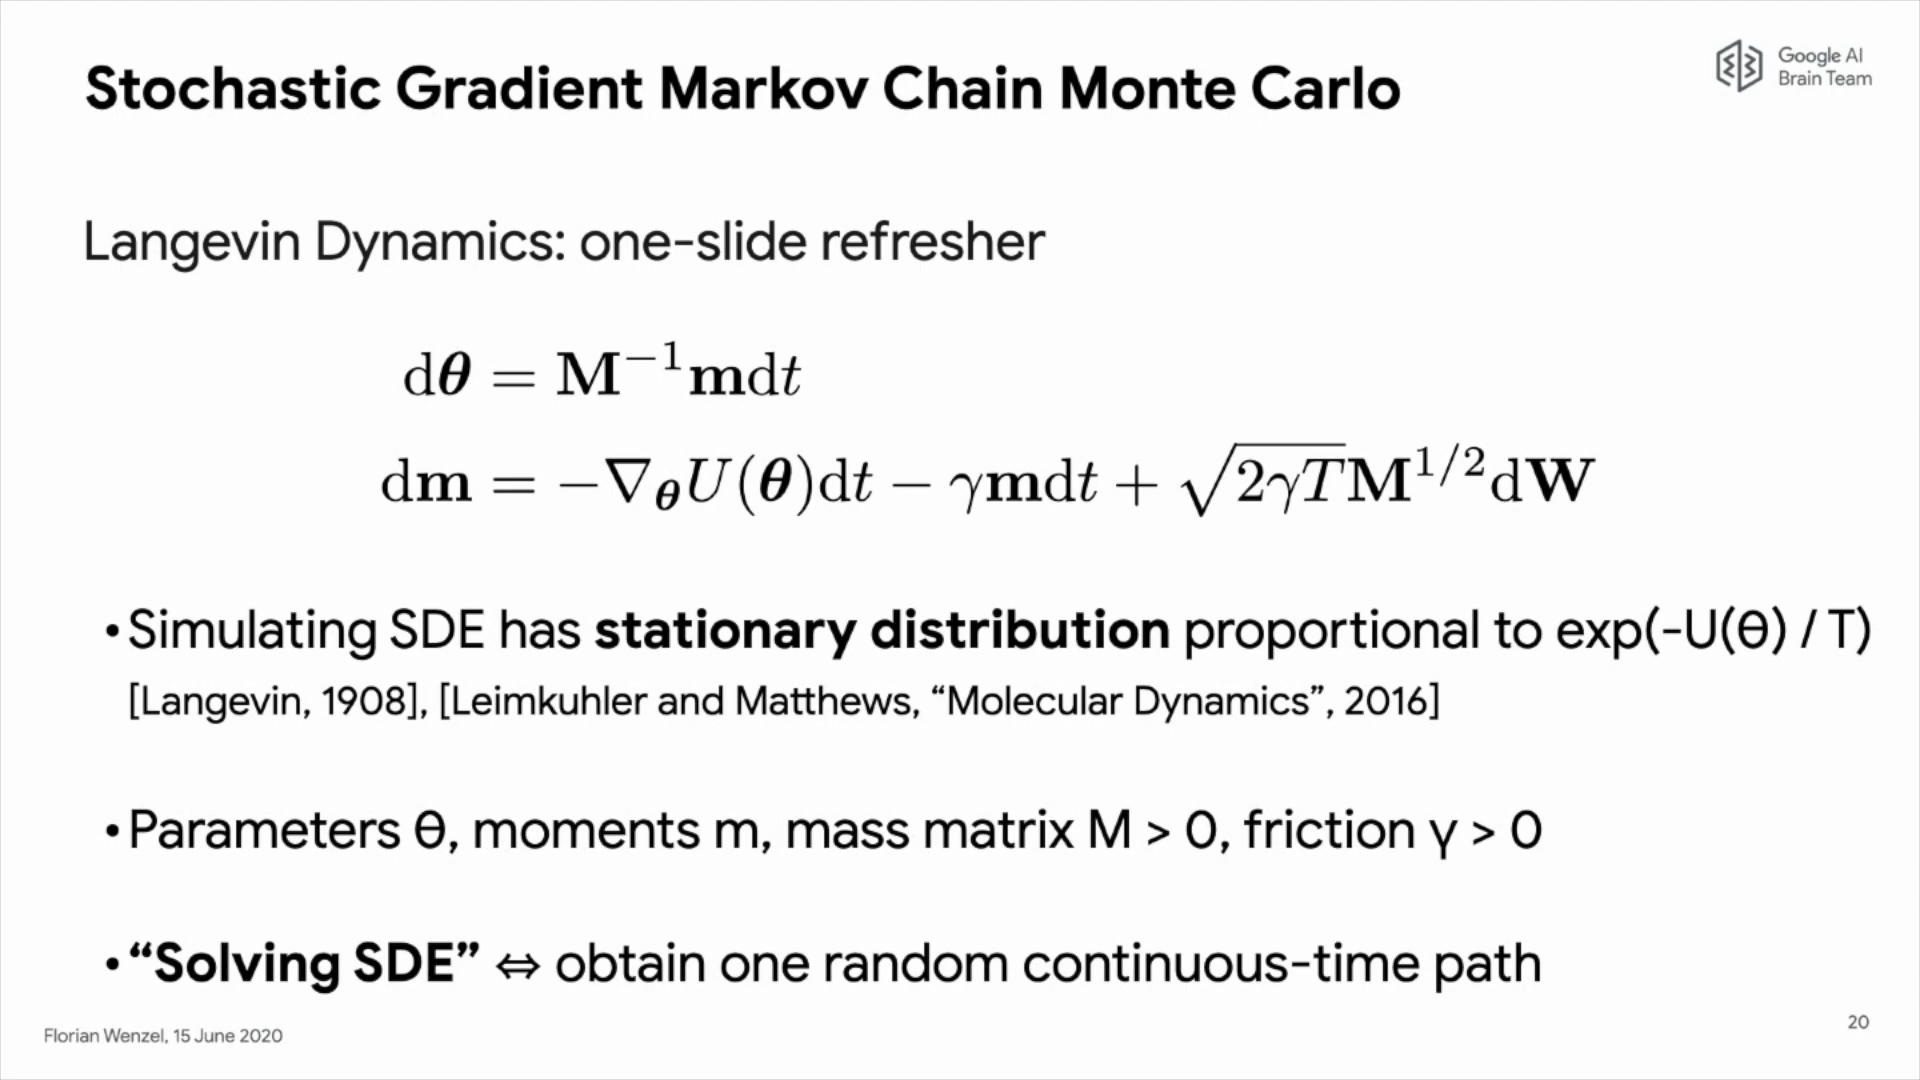 Stochastic Gradient Markov Chain Monte Carlo
Google AI
Brain Team
Langevin Dynamics: one-slide refresher
d𝜽 = 𝐌⁻¹𝐦d𝑡
d𝐦 = −∇𝜽𝑈(𝜽)d𝑡 − 𝛾𝐦d𝑡 + √(2𝛾𝑇)𝐌^{1/2}d𝐖
• Simulating SDE has stationary distribution proportional to exp(-U(θ) / T)
[Langevin, 1908], [Leimkuhler and Matthews, “Molecular Dynamics”, 2016]
• Parameters θ, moments m, mass matrix M > 0, friction γ > 0
• “Solving SDE” ⇔ obtain one random continuous-time path
Florian Wenzel, 15 June 2020
20